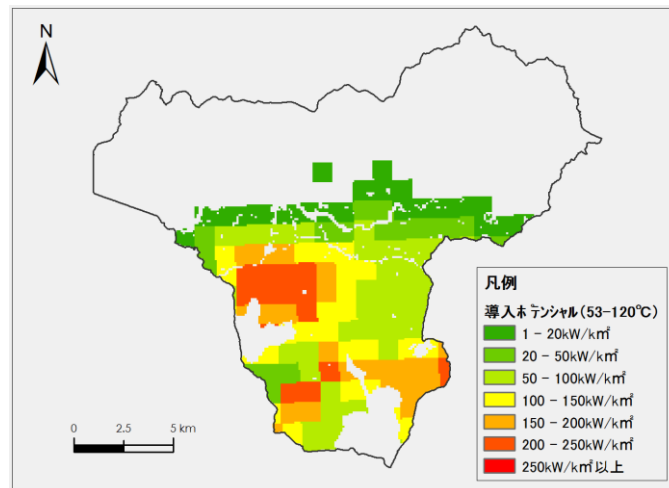 N
凡例
導入ポテンシャル(53-120℃)
1 - 20kW/k㎡
20 - 50kW/k㎡
50 - 100kW/k㎡
100 - 150kW/k㎡
150 - 200kW/k㎡
200 - 250kW/k㎡
250kW/k㎡以上
0 2.5 5 km